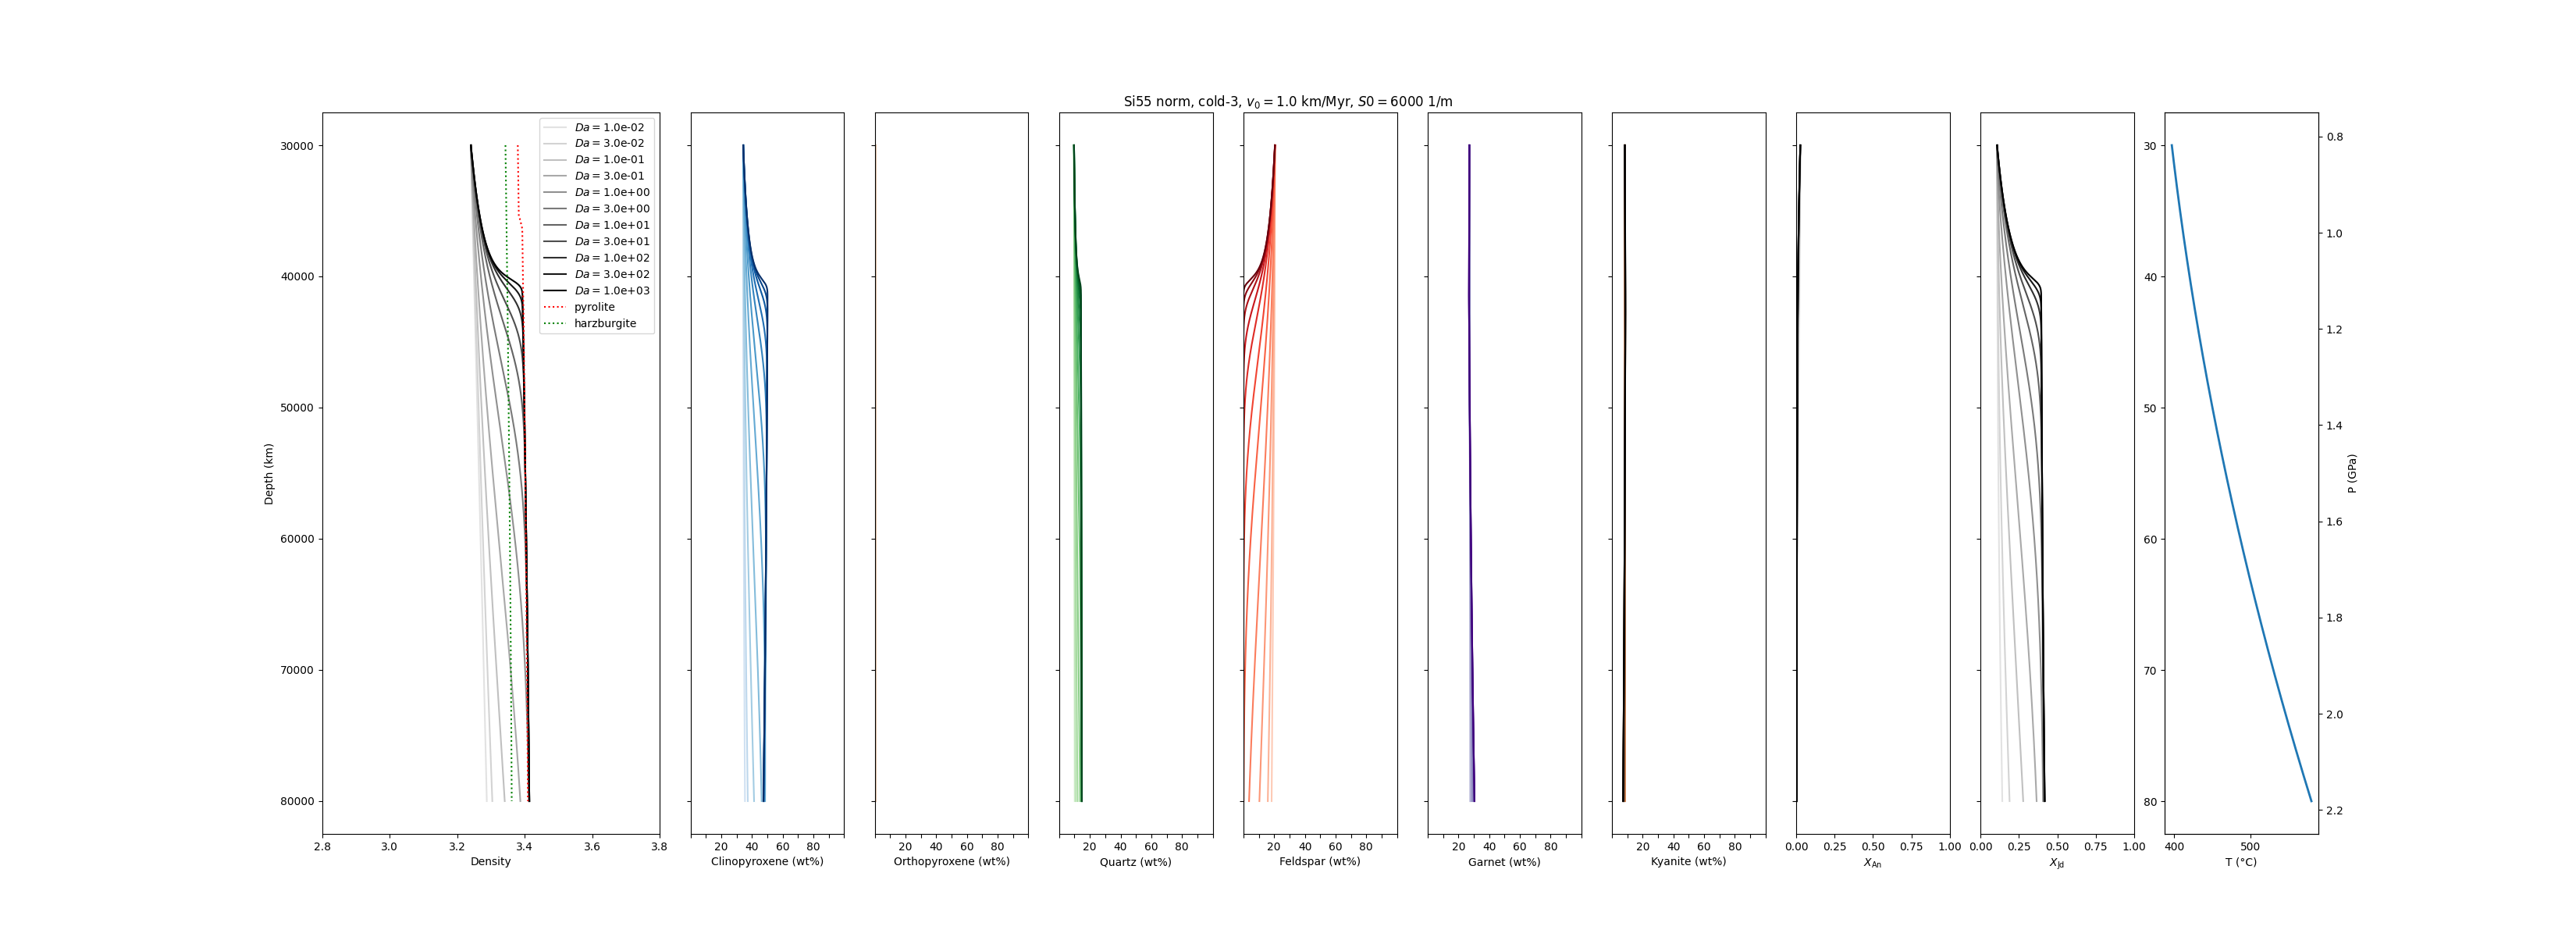 Si55 norm, cold-3, v₀ = 1.0 km/Myr, S0 = 6000 1/m
Da = 1.0e-02
Da = 3.0e-02
Da = 1.0e-01
Da = 3.0e-01
Da = 1.0e+00
Da = 3.0e+00
Da = 1.0e+01
Da = 3.0e+01
Da = 1.0e+02
Da = 3.0e+02
Da = 1.0e+03
pyrolite
harzburgite
30000
40000
50000
60000
70000
80000
Depth (km)
30
40
50
60
70
80
0.8
1.0
1.2
1.4
1.6
1.8
2.0
2.2
P (GPa)
2.8 3.0 3.2 3.4 3.6 3.8
Density
20 40 60 80
Clinopyroxene (wt%)
20 40 60 80
Orthopyroxene (wt%)
20 40 60 80
Quartz (wt%)
20 40 60 80
Feldspar (wt%)
20 40 60 80
Garnet (wt%)
20 40 60 80
Kyanite (wt%)
0.00 0.25 0.50 0.75 1.00
X_An
0.00 0.25 0.50 0.75 1.00
X_Jd
400 500
T (°C)